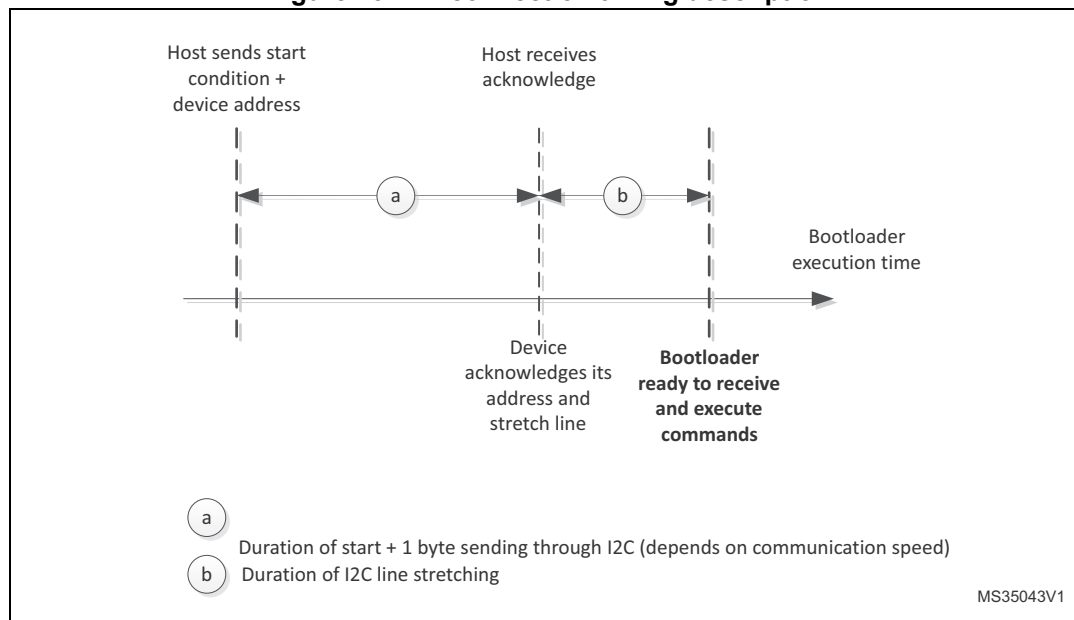 Host sends start
condition +
device address
Host receives
acknowledge
a
b
Bootloader
execution time
Device
acknowledges its
address and
stretch line
Bootloader
ready to receive
and execute
commands
a
Duration of start + 1 byte sending through I2C (depends on communication speed)
b Duration of I2C line stretching
MS35043V1